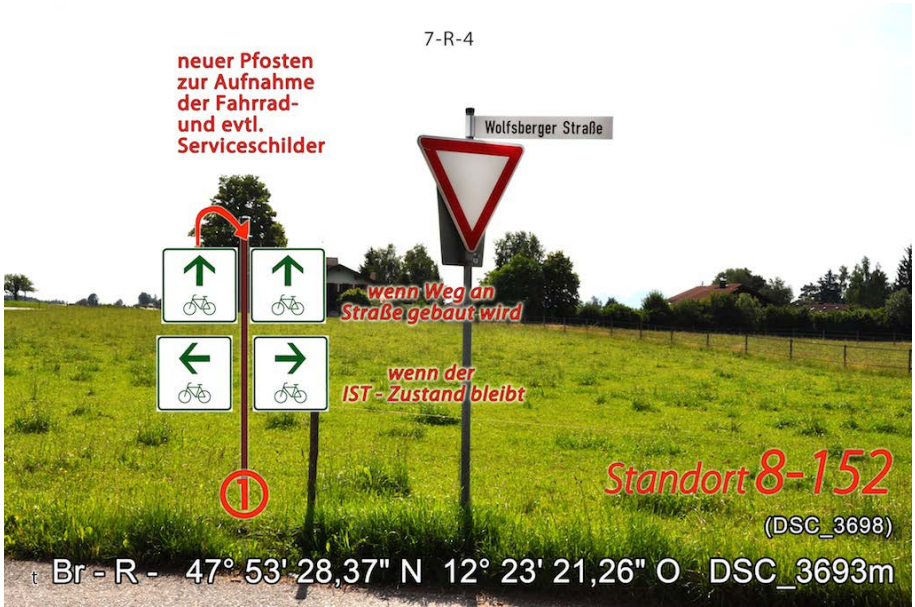 7-R-4
neuer Pfosten
zur Aufnahme
der Fahrrad-
und evtl.
Serviceschilder
Wolfsberger Straße
wenn Weg an
Straße gebaut wird
wenn der
IST - Zustand bleibt
1
Standort 8-152
(DSC_3698)
t Br - R - 47° 53' 28,37" N 12° 23' 21,26" O DSC_3693m